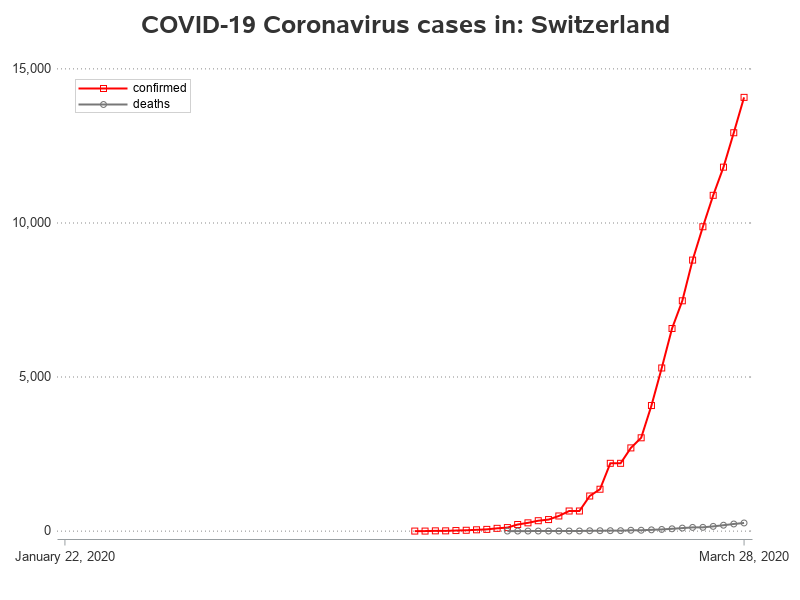 COVID-19 Coronavirus cases in: Switzerland
15,000
confirmed
deaths
10,000
5,000
0
January 22, 2020
March 28, 2020